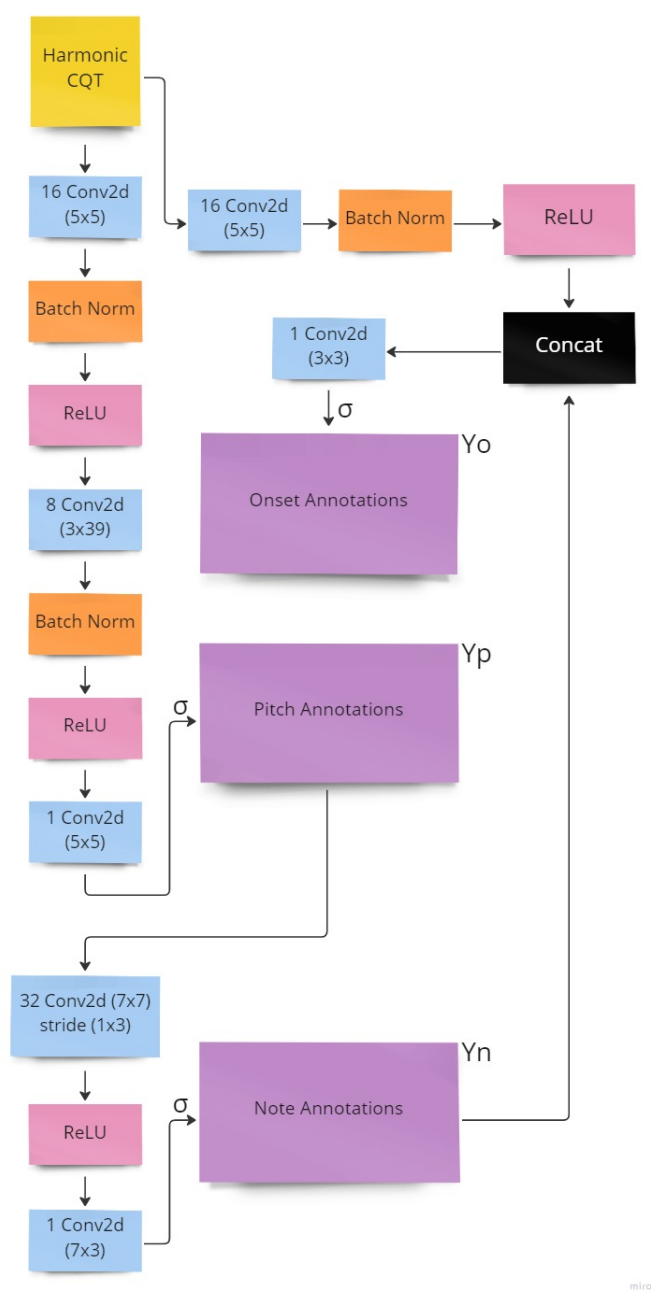 Harmonic
CQT
16 Conv2d
(5x5)
16 Conv2d
(5x5)
Batch Norm
ReLU
Batch Norm
1 Conv2d
(3x3)
Concat
σ
ReLU
Yo
Onset Annotations
8 Conv2d
(3x39)
Batch Norm
Yp
ReLU
σ
Pitch Annotations
1 Conv2d
(5x5)
32 Conv2d (7x7)
stride (1x3)
Yn
ReLU
σ
Note Annotations
1 Conv2d
(7x3)
miro